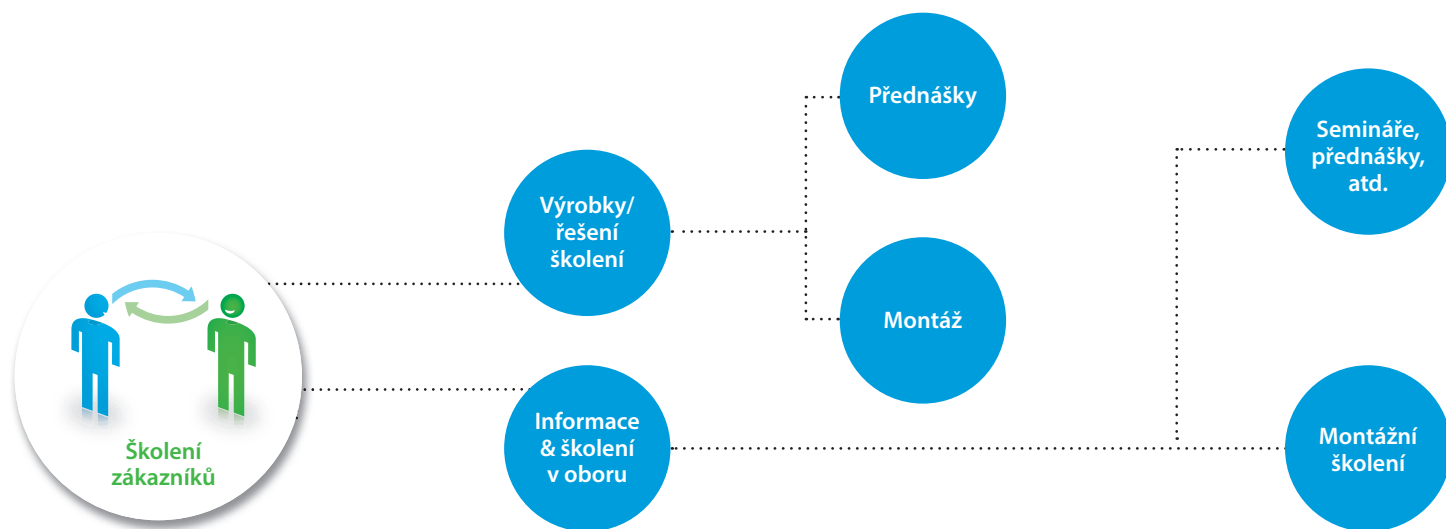 Přednášky
Semináře,
přednášky,
atd.
Výrobky/
řešení
školení
Montáž
Školení
zákazníků
Informace
& školení
v oboru
Montážní
školení